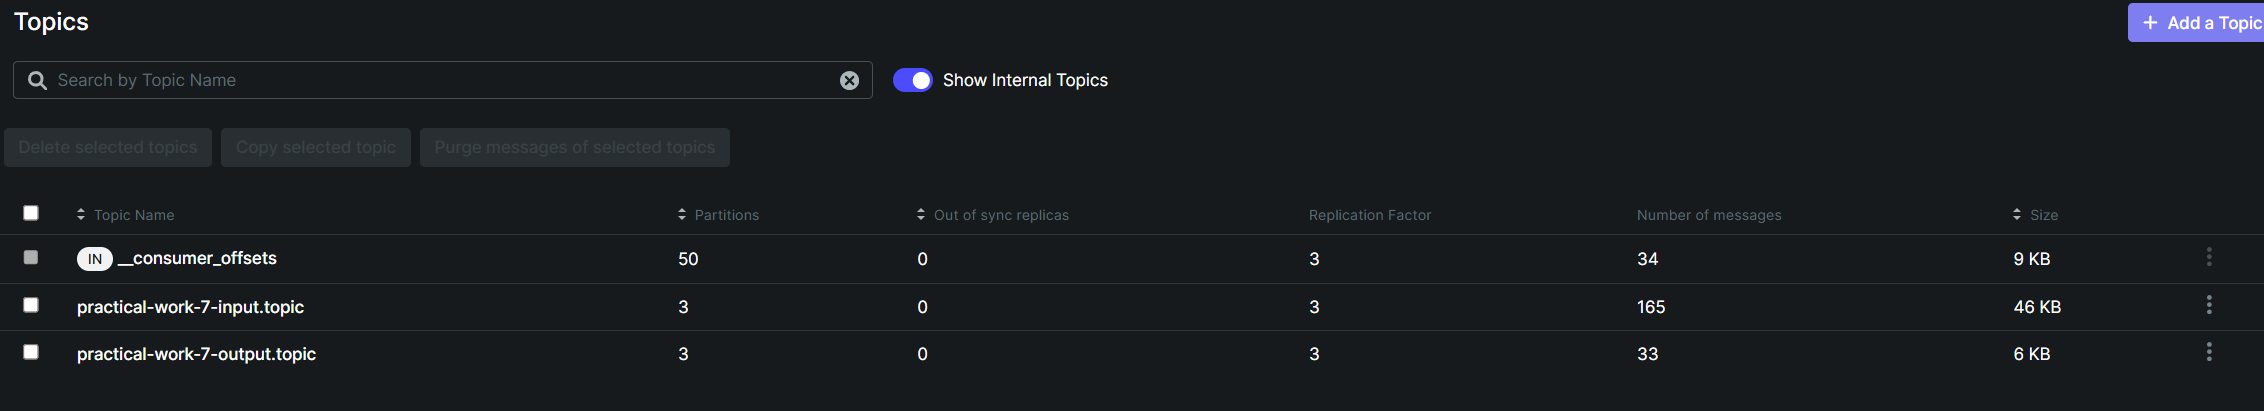 Topics
+ Add a Topic
Search by Topic Name
Show Internal Topics
Delete selected topics Copy selected topic Purge messages of selected topics
Topic Name Partitions Out of sync replicas Replication Factor Number of messages Size
IN __consumer_offsets 50 0 3 34 9 KB
practical-work-7-input.topic 3 0 3 165 46 KB
practical-work-7-output.topic 3 0 3 33 6 KB